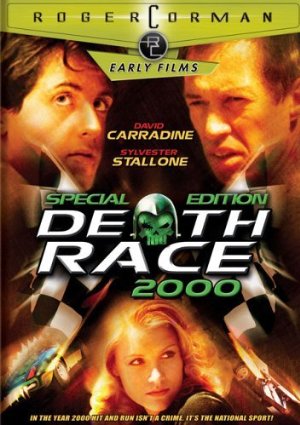 ROGER CORMAN
RC
EARLY FILMS
DAVID
CARRADINE
SYLVESTER
STALLONE
SPECIAL EDITION
DEATH
RACE
2000
IN THE YEAR 2000 HIT AND RUN ISN'T A CRIME. IT'S THE NATIONAL SPORT!